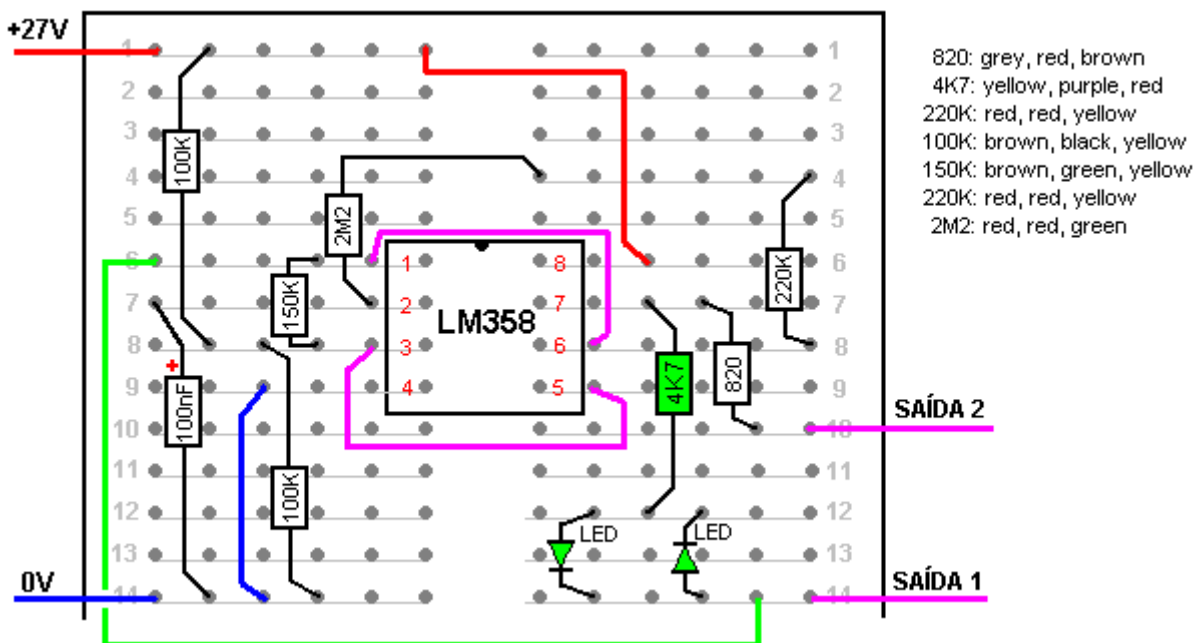 +27V
1
1
820: grey, red, brown
4K7: yellow, purple, red
220K: red, red, yellow
100K: brown, black, yellow
150K: brown, green, yellow
220K: red, red, yellow
2M2: red, red, green
2
2
3
3
100K
4
4
5
2M2
5
6
1
8
6
220K
7
150K
2
LM358
7
7
8
3
6
4K7
820
8
+
9
4
5
9
100nF
SAÍDA 2
10
10
11
100K
11
12
12
LED
LED
13
13
0V
14
SAÍDA 1
14